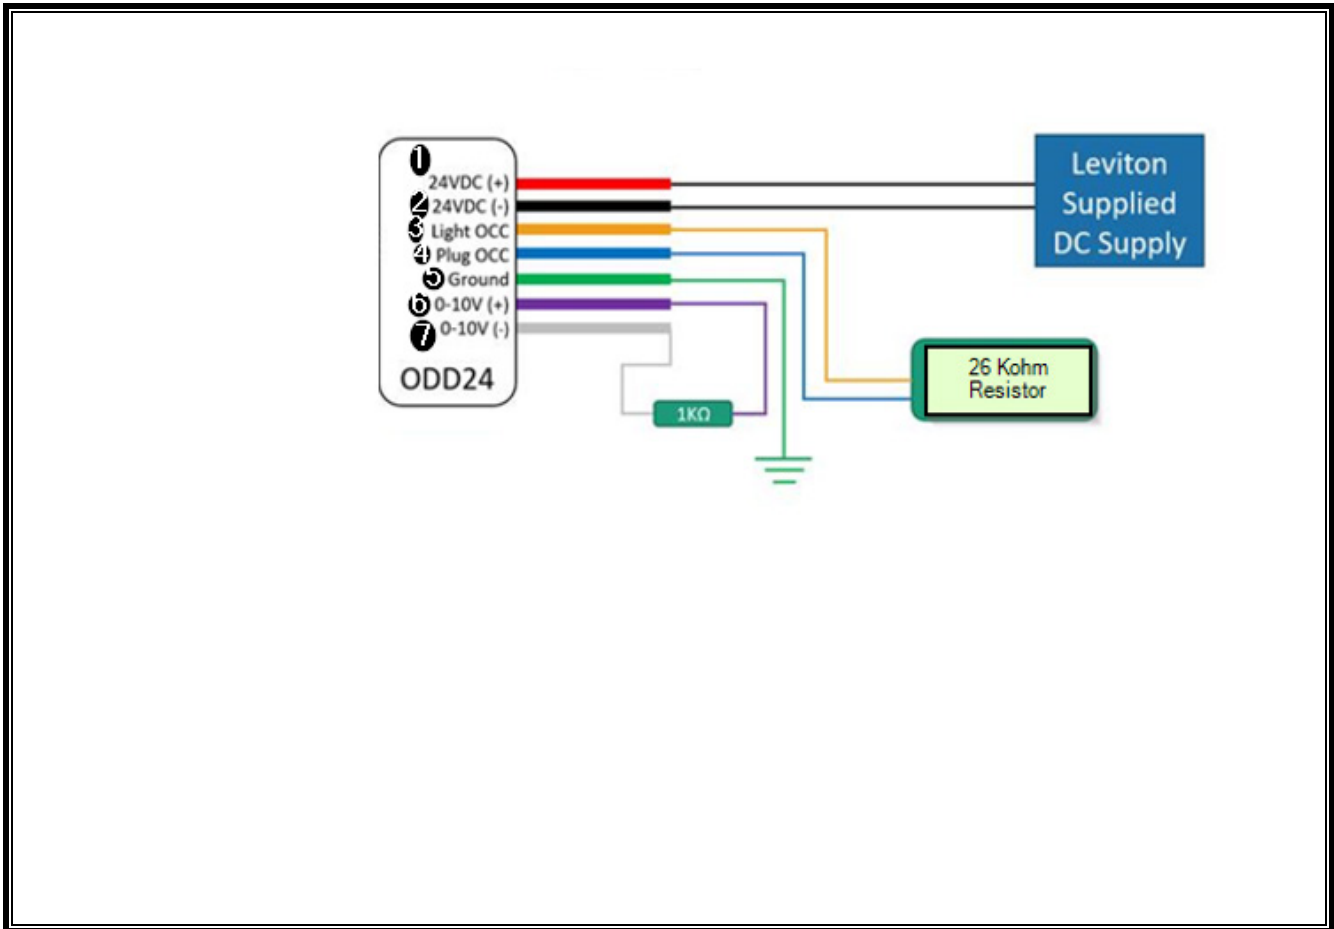 1
24VDC (+)
2 24VDC (-)
3 Light OCC
4 Plug OCC
5 Ground
6 0-10V (+)
7 0-10V (-)
ODD24
1KΩ
Leviton
Supplied
DC Supply
26 Kohm
Resistor